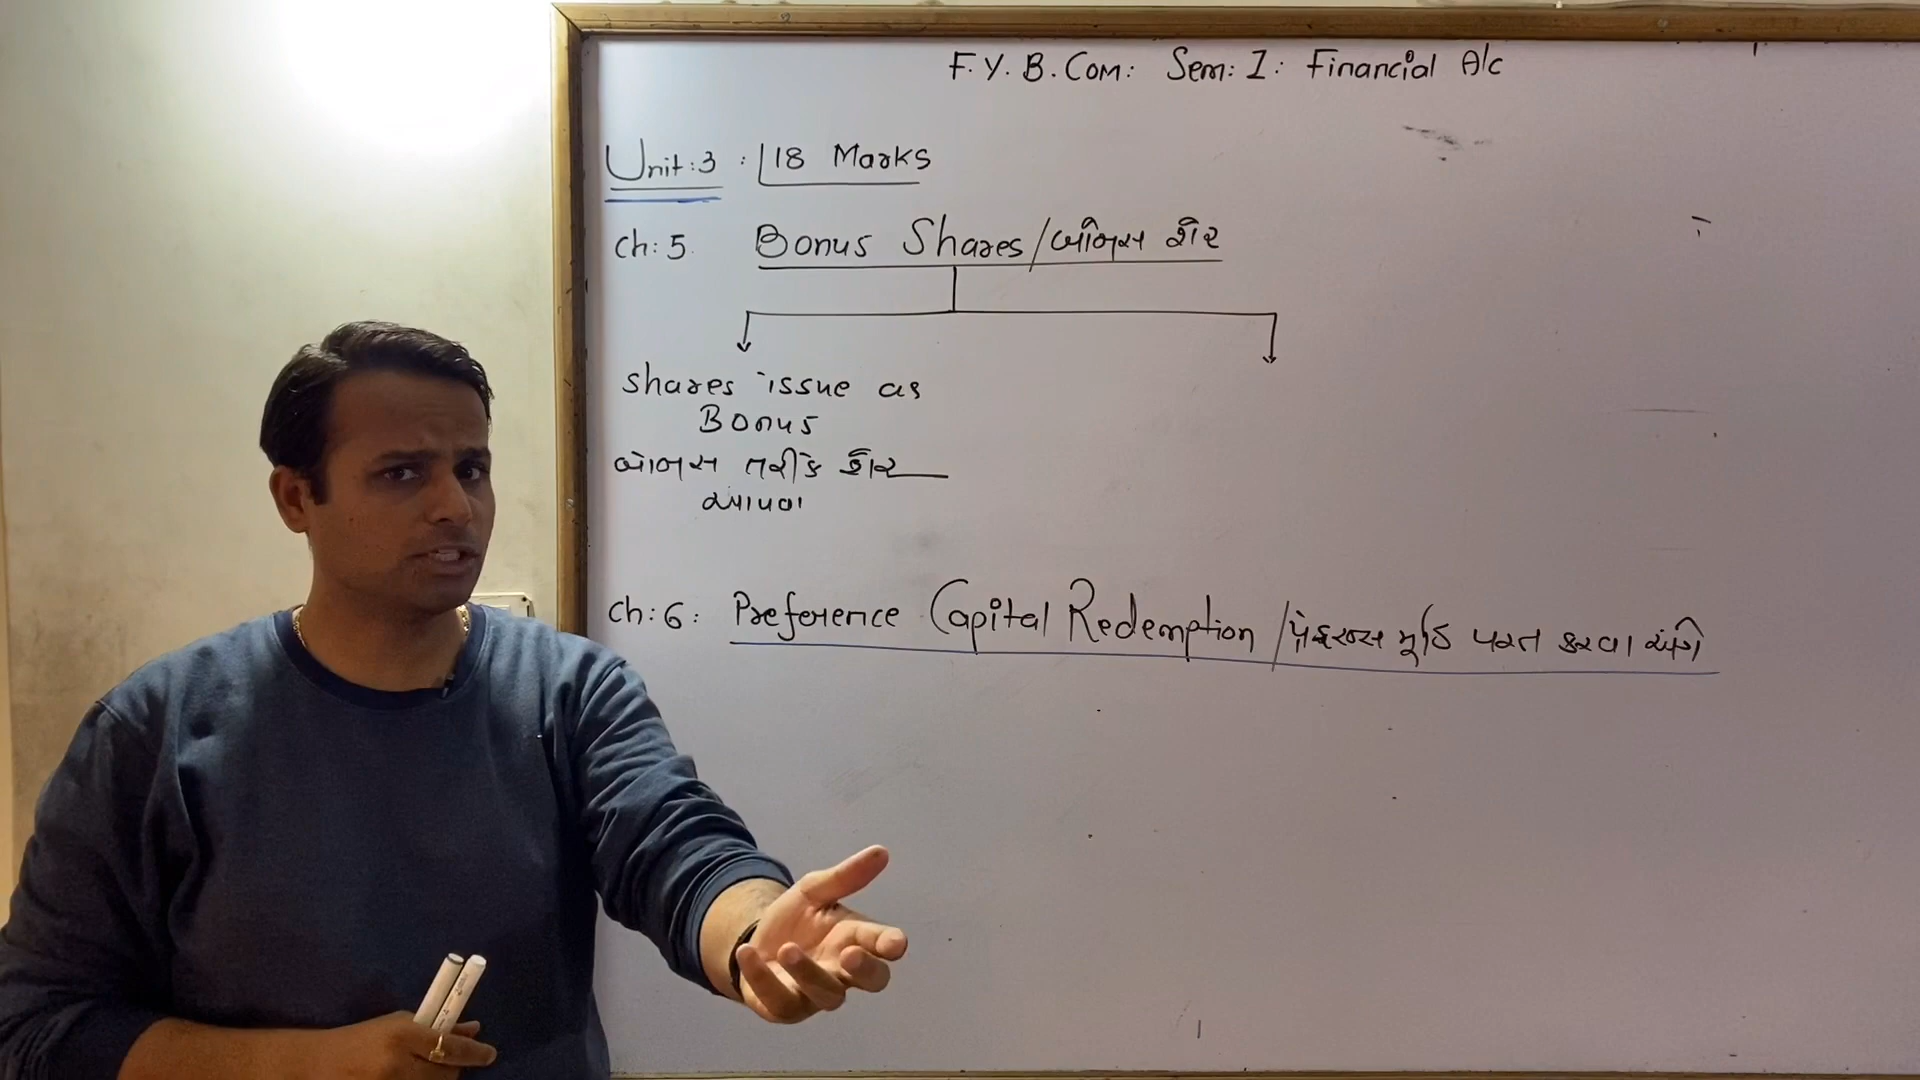 F.Y.B.Com: Sem: I: Financial A/c
Unit:3 : 18 Marks
Ch: 5. Bonus Shares/બોનસ શેર
shares issue as
Bonus
બોનસ તરીકે શેર
આપવા
Ch: 6: Preference Capital Redemption/પ્રેફરન્સ મૂડિ પરત કરવા અંગે